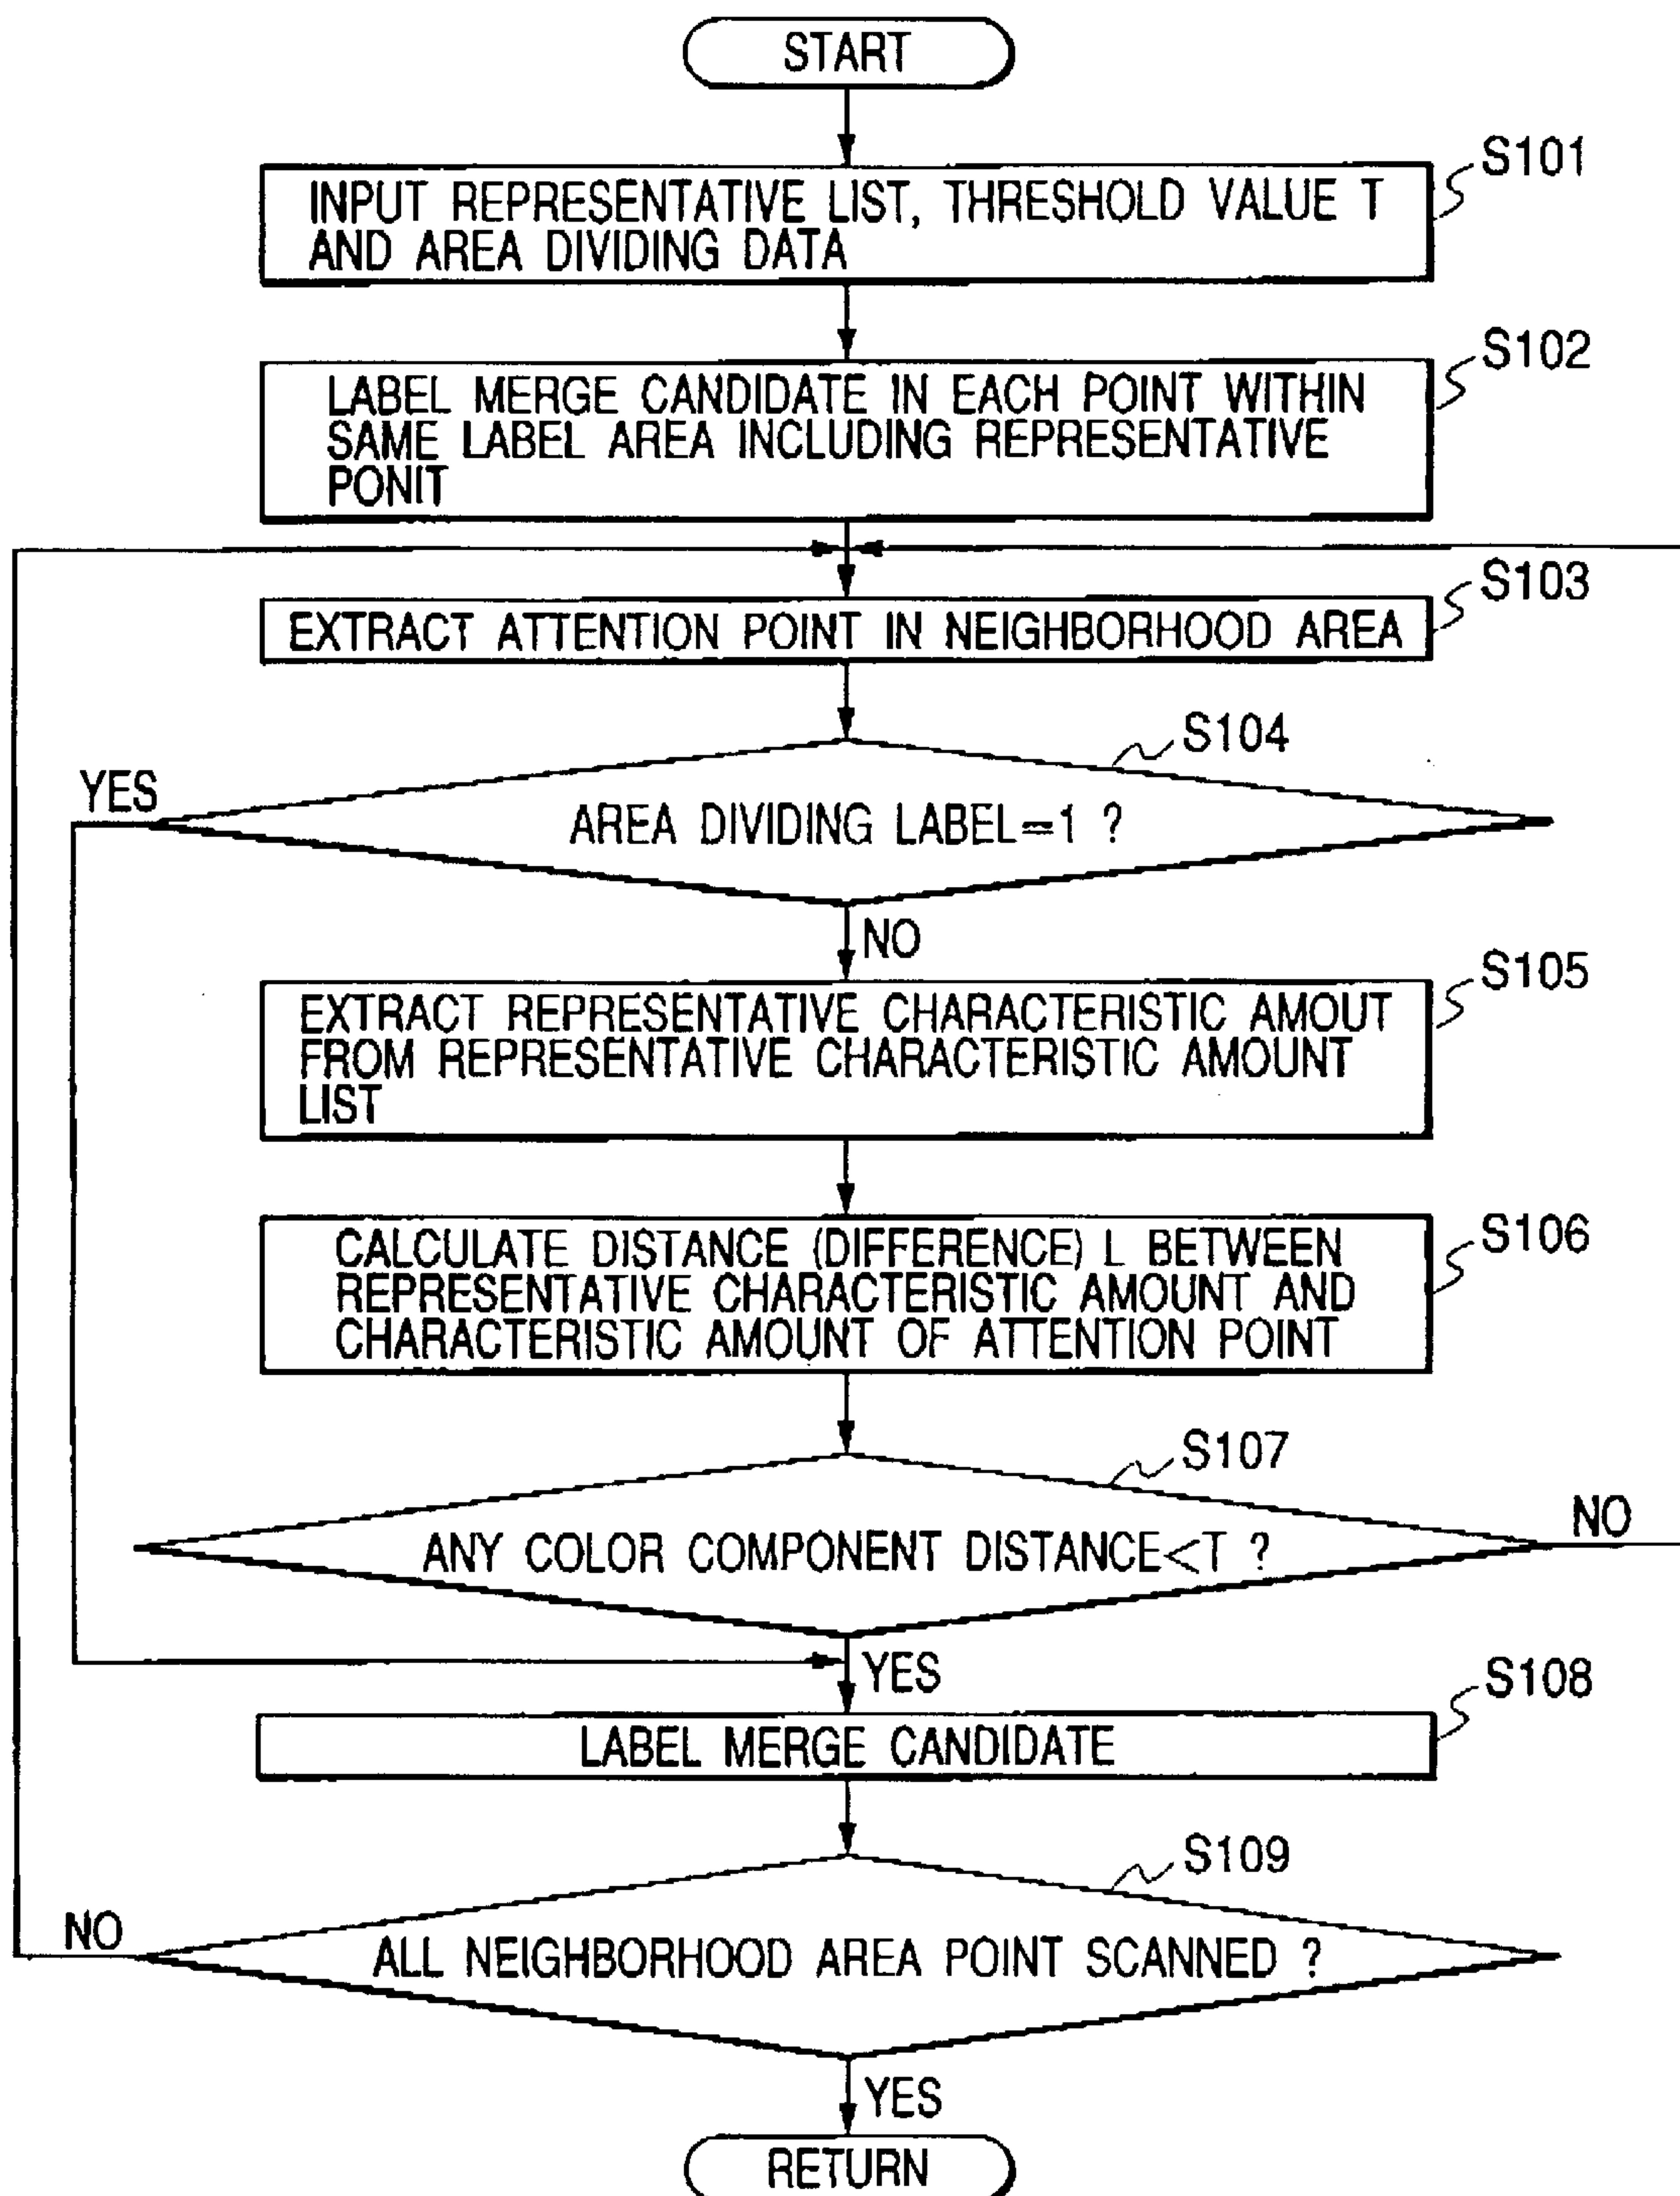 START
S101
INPUT REPRESENTATIVE LIST, THRESHOLD VALUE T
AND AREA DIVIDING DATA
S102
LABEL MERGE CANDIDATE IN EACH POINT WITHIN
SAME LABEL AREA INCLUDING REPRESENTATIVE
PONIT
S103
EXTRACT ATTENTION POINT IN NEIGHBORHOOD AREA
S104
YES
AREA DIVIDING LABEL=1 ?
NO
S105
EXTRACT REPRESENTATIVE CHARACTERISTIC AMOUT
FROM REPRESENTATIVE CHARACTERISTIC AMOUNT
LIST
S106
CALCULATE DISTANCE (DIFFERENCE) L BETWEEN
REPRESENTATIVE CHARACTERISTIC AMOUNT AND
CHARACTERISTIC AMOUNT OF ATTENTION POINT
S107
NO
ANY COLOR COMPONENT DISTANCE<T ?
YES
S108
LABEL MERGE CANDIDATE
S109
NO
ALL NEIGHBORHOOD AREA POINT SCANNED ?
YES
RETURN